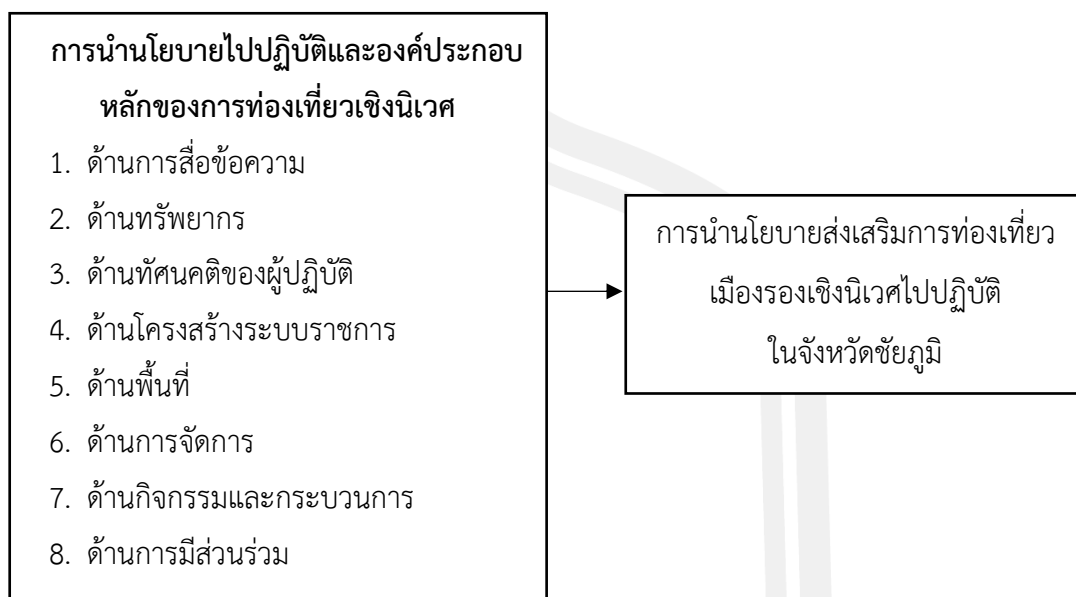 การนำนโยบายไปปฏิบัติและองค์ประกอบ
หลักของการท่องเที่ยวเชิงนิเวศ
1. ด้านการสื่อข้อความ
2. ด้านทรัพยากร
3. ด้านทัศนคติของผู้ปฏิบัติ
4. ด้านโครงสร้างระบบราชการ
5. ด้านพื้นที่
6. ด้านการจัดการ
7. ด้านกิจกรรมและกระบวนการ
8. ด้านการมีส่วนร่วม
การนำนโยบายส่งเสริมการท่องเที่ยว
เมืองรองเชิงนิเวศไปปฏิบัติ
ในจังหวัดชัยภูมิ